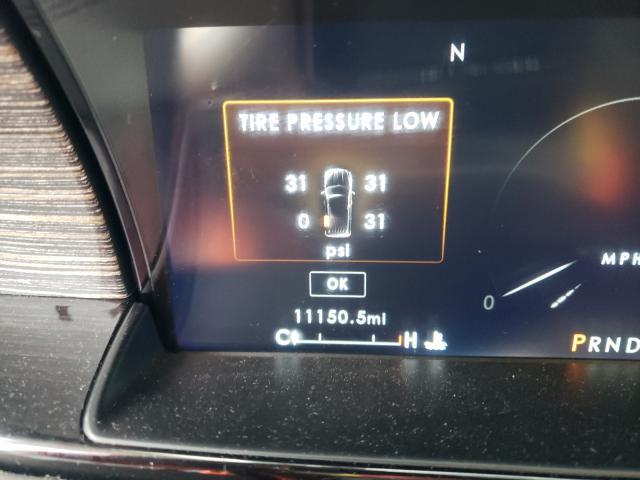 N
TIRE PRESSURE LOW
31 31
0 31
psi
OK
11150.5mi
C H
0
MPH
PRND